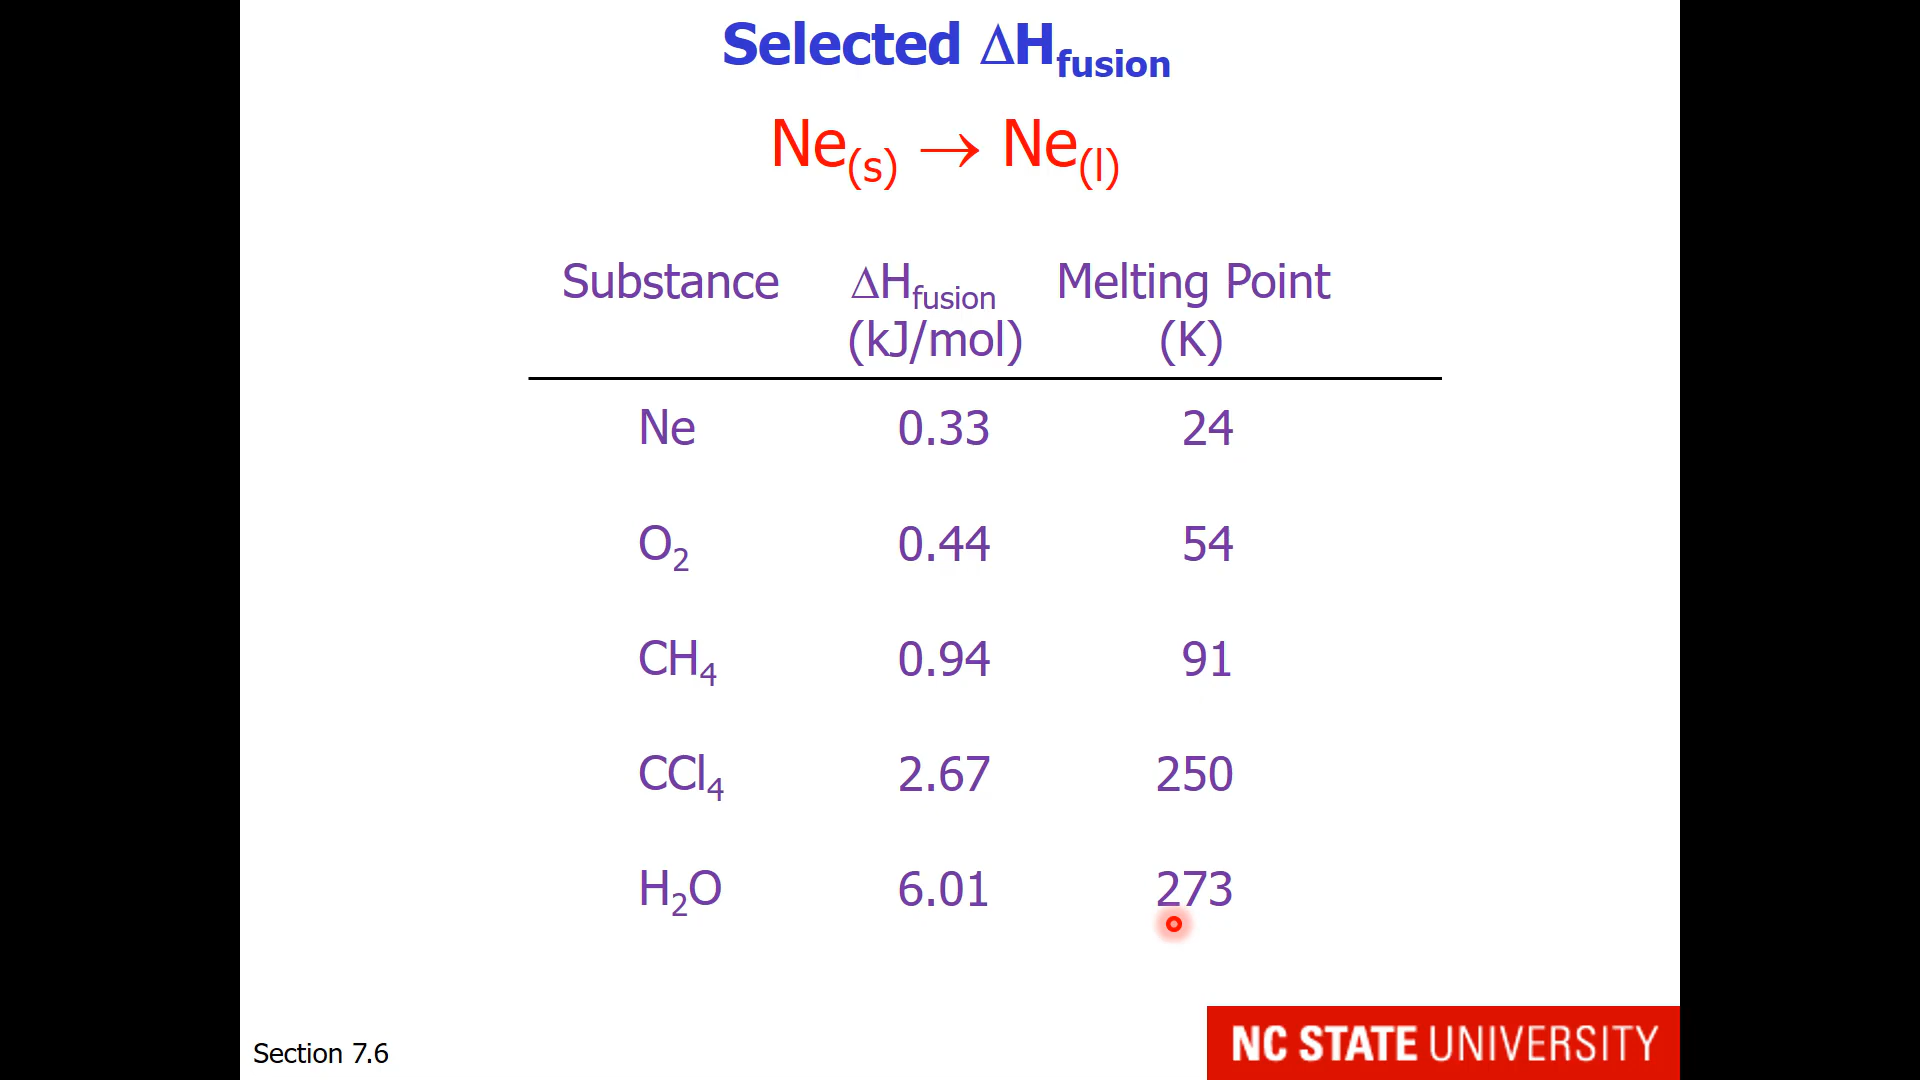 Selected ΔHfusion
Ne(s) → Ne(l)
Substance ΔHfusion Melting Point
(kJ/mol) (K)
Ne 0.33 24
O2 0.44 54
CH4 0.94 91
CCl4 2.67 250
H2O 6.01 273
Section 7.6
NC STATE UNIVERSITY